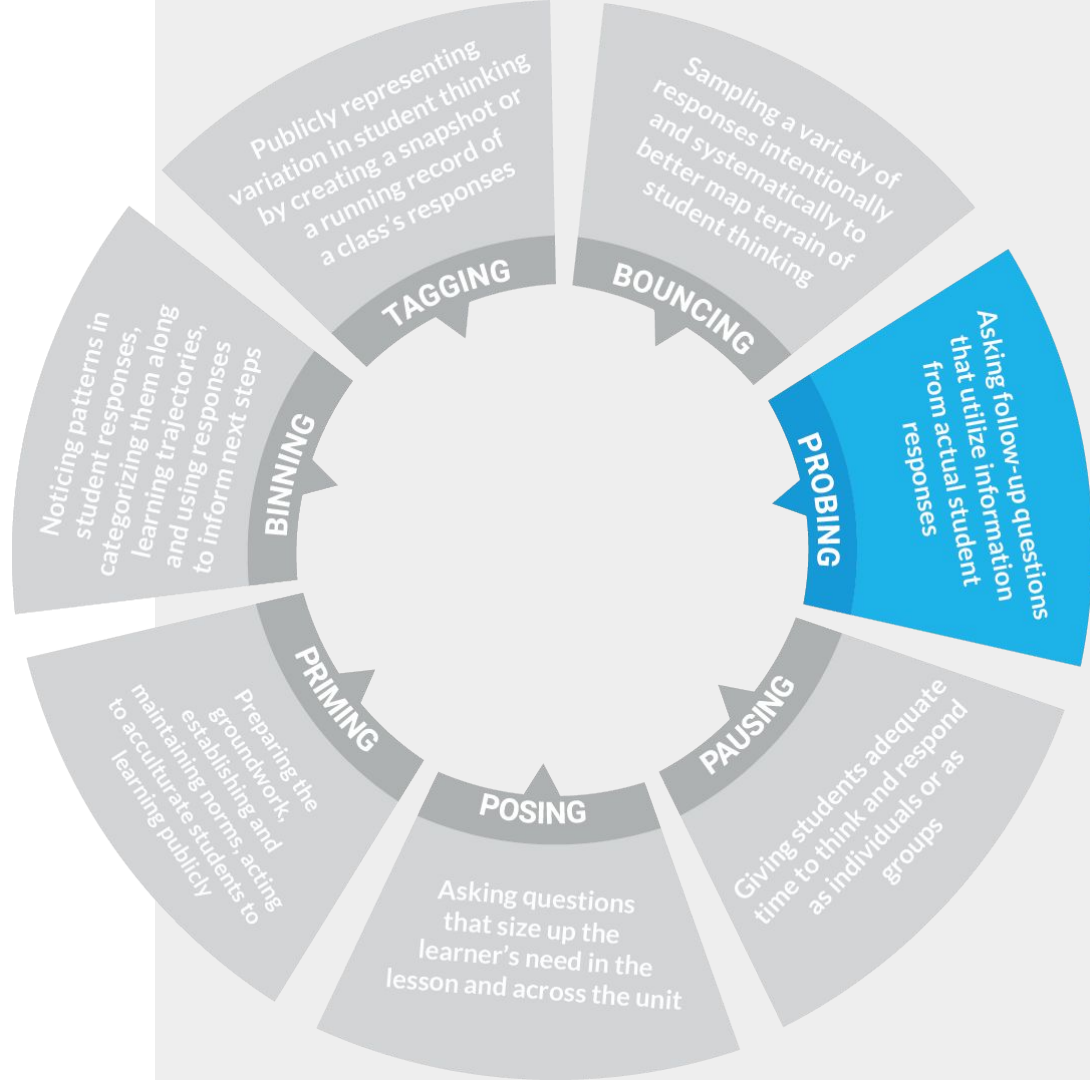 TAGGING
Publicly representing
variation in student thinking
by creating a snapshot or
a running record of
a class's responses
BOUNCING
Sampling a variety of
responses intentionally
and systematically to
better map terrain of
student thinking
PROBING
Asking follow-up questions
that utilize information
from actual student
responses
PAUSING
Giving students adequate
time to think and respond
as individuals or as
groups
POSING
Asking questions
that size up the
learner's need in the
lesson and across the unit
PRIMING
Preparing the
groundwork,
establishing and
maintaining norms, acting
to acculturate students to
learning publicly
BINNING
Noticing patterns in
student responses,
categorizing them along
learning trajectories,
and using responses
to inform next steps